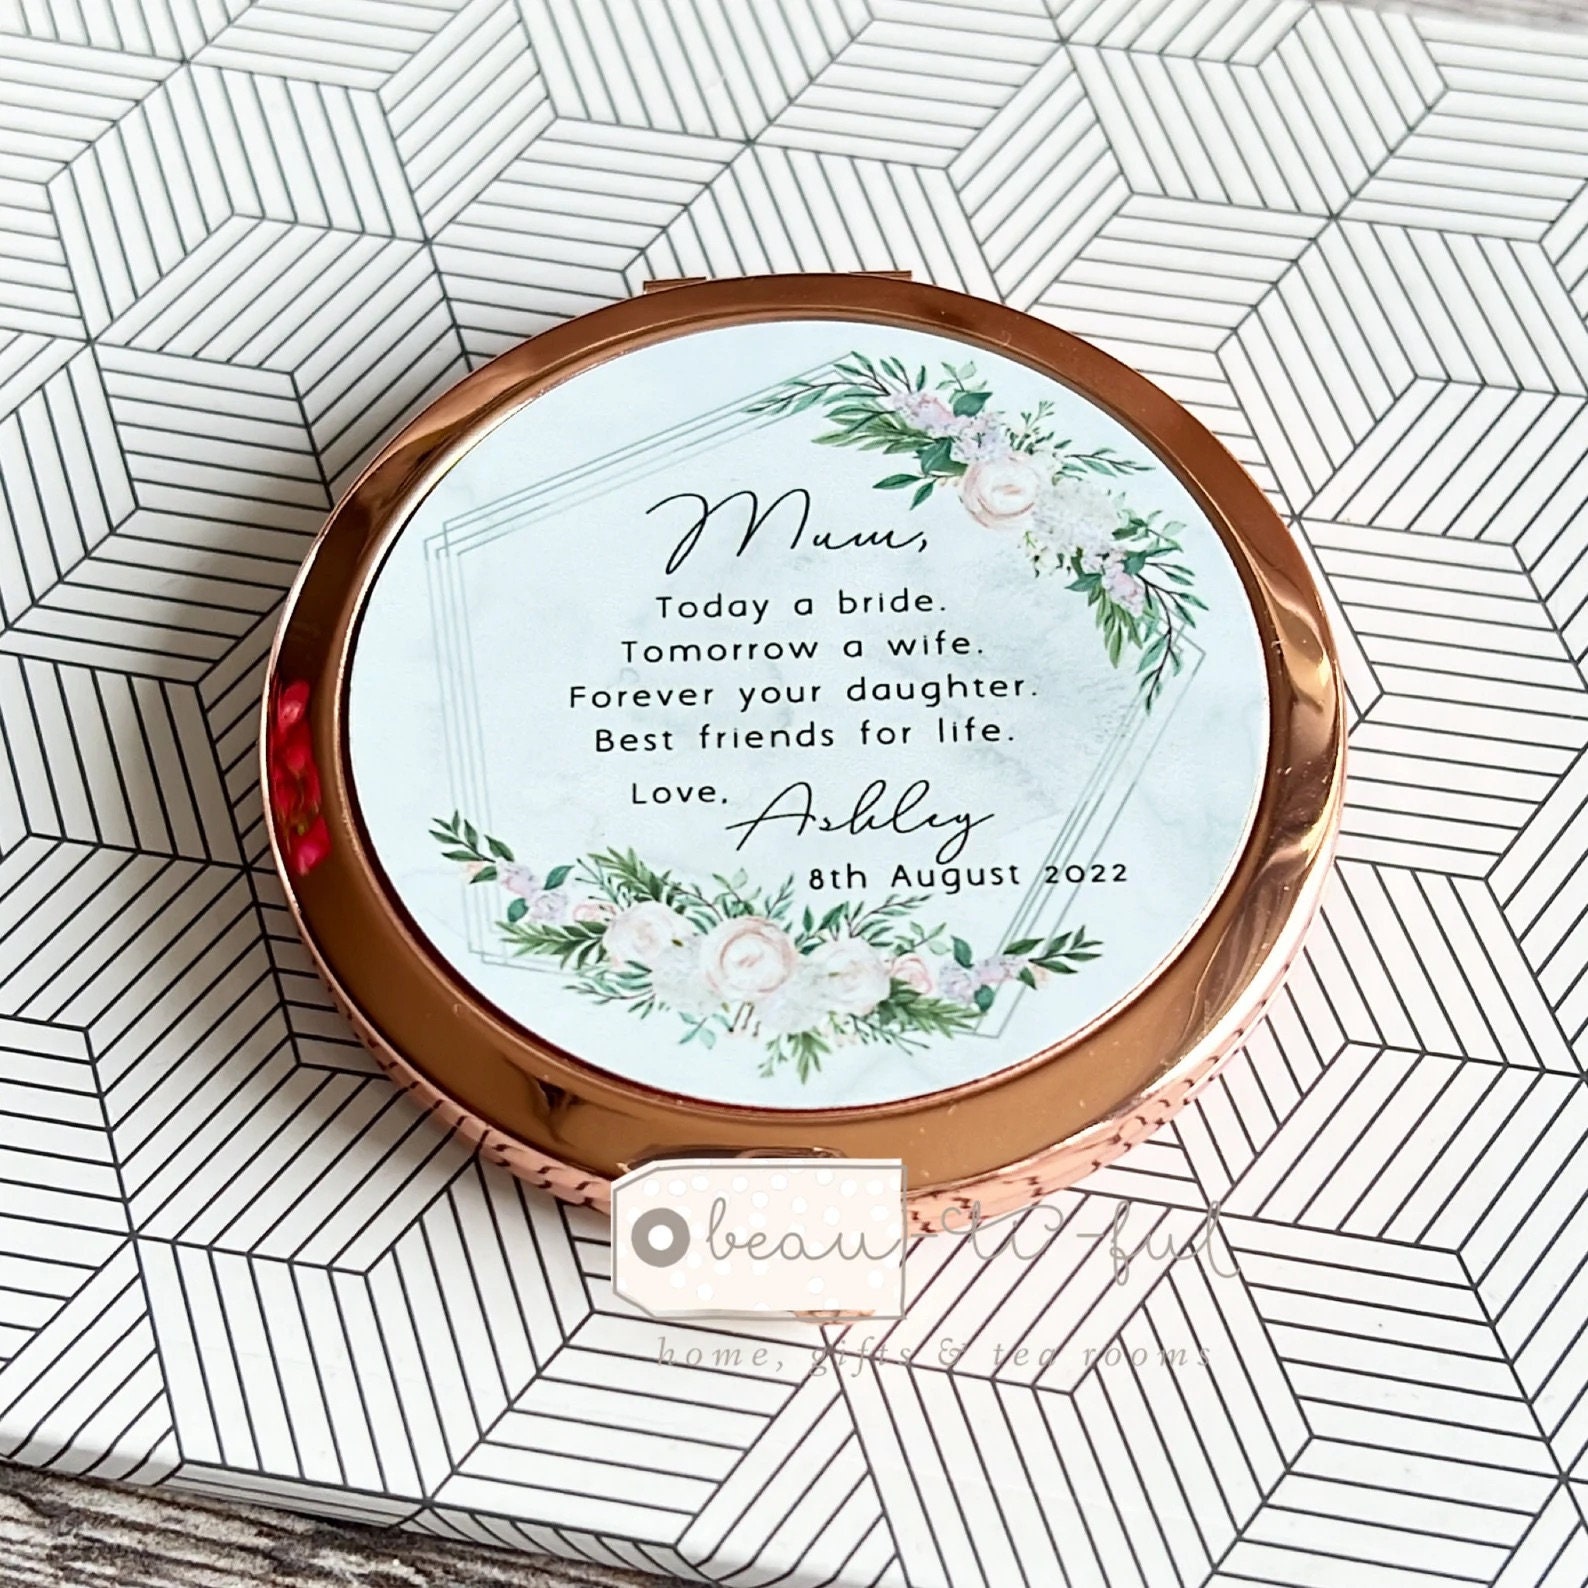 Mum,
Today a bride.
Tomorrow a wife.
Forever your daughter.
Best friends for life.
Love, Ashley
8th August 2022
beau-ti-ful
home, gifts & tea rooms